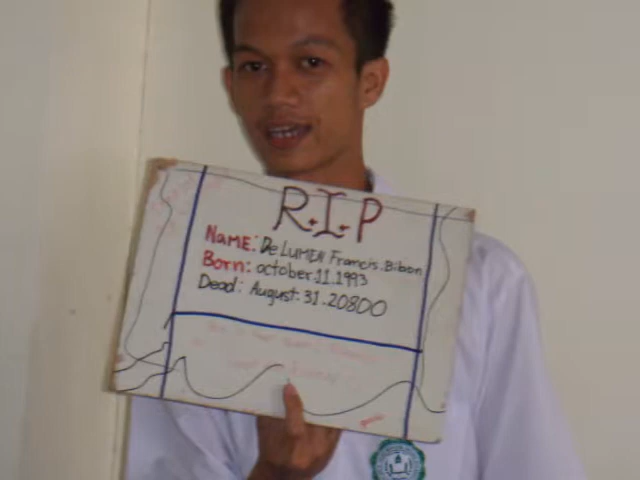 R.I.P
NAME: De LUMEN Francis. Bibon
Born: october.11.1993
Dead: August. 31. 20800